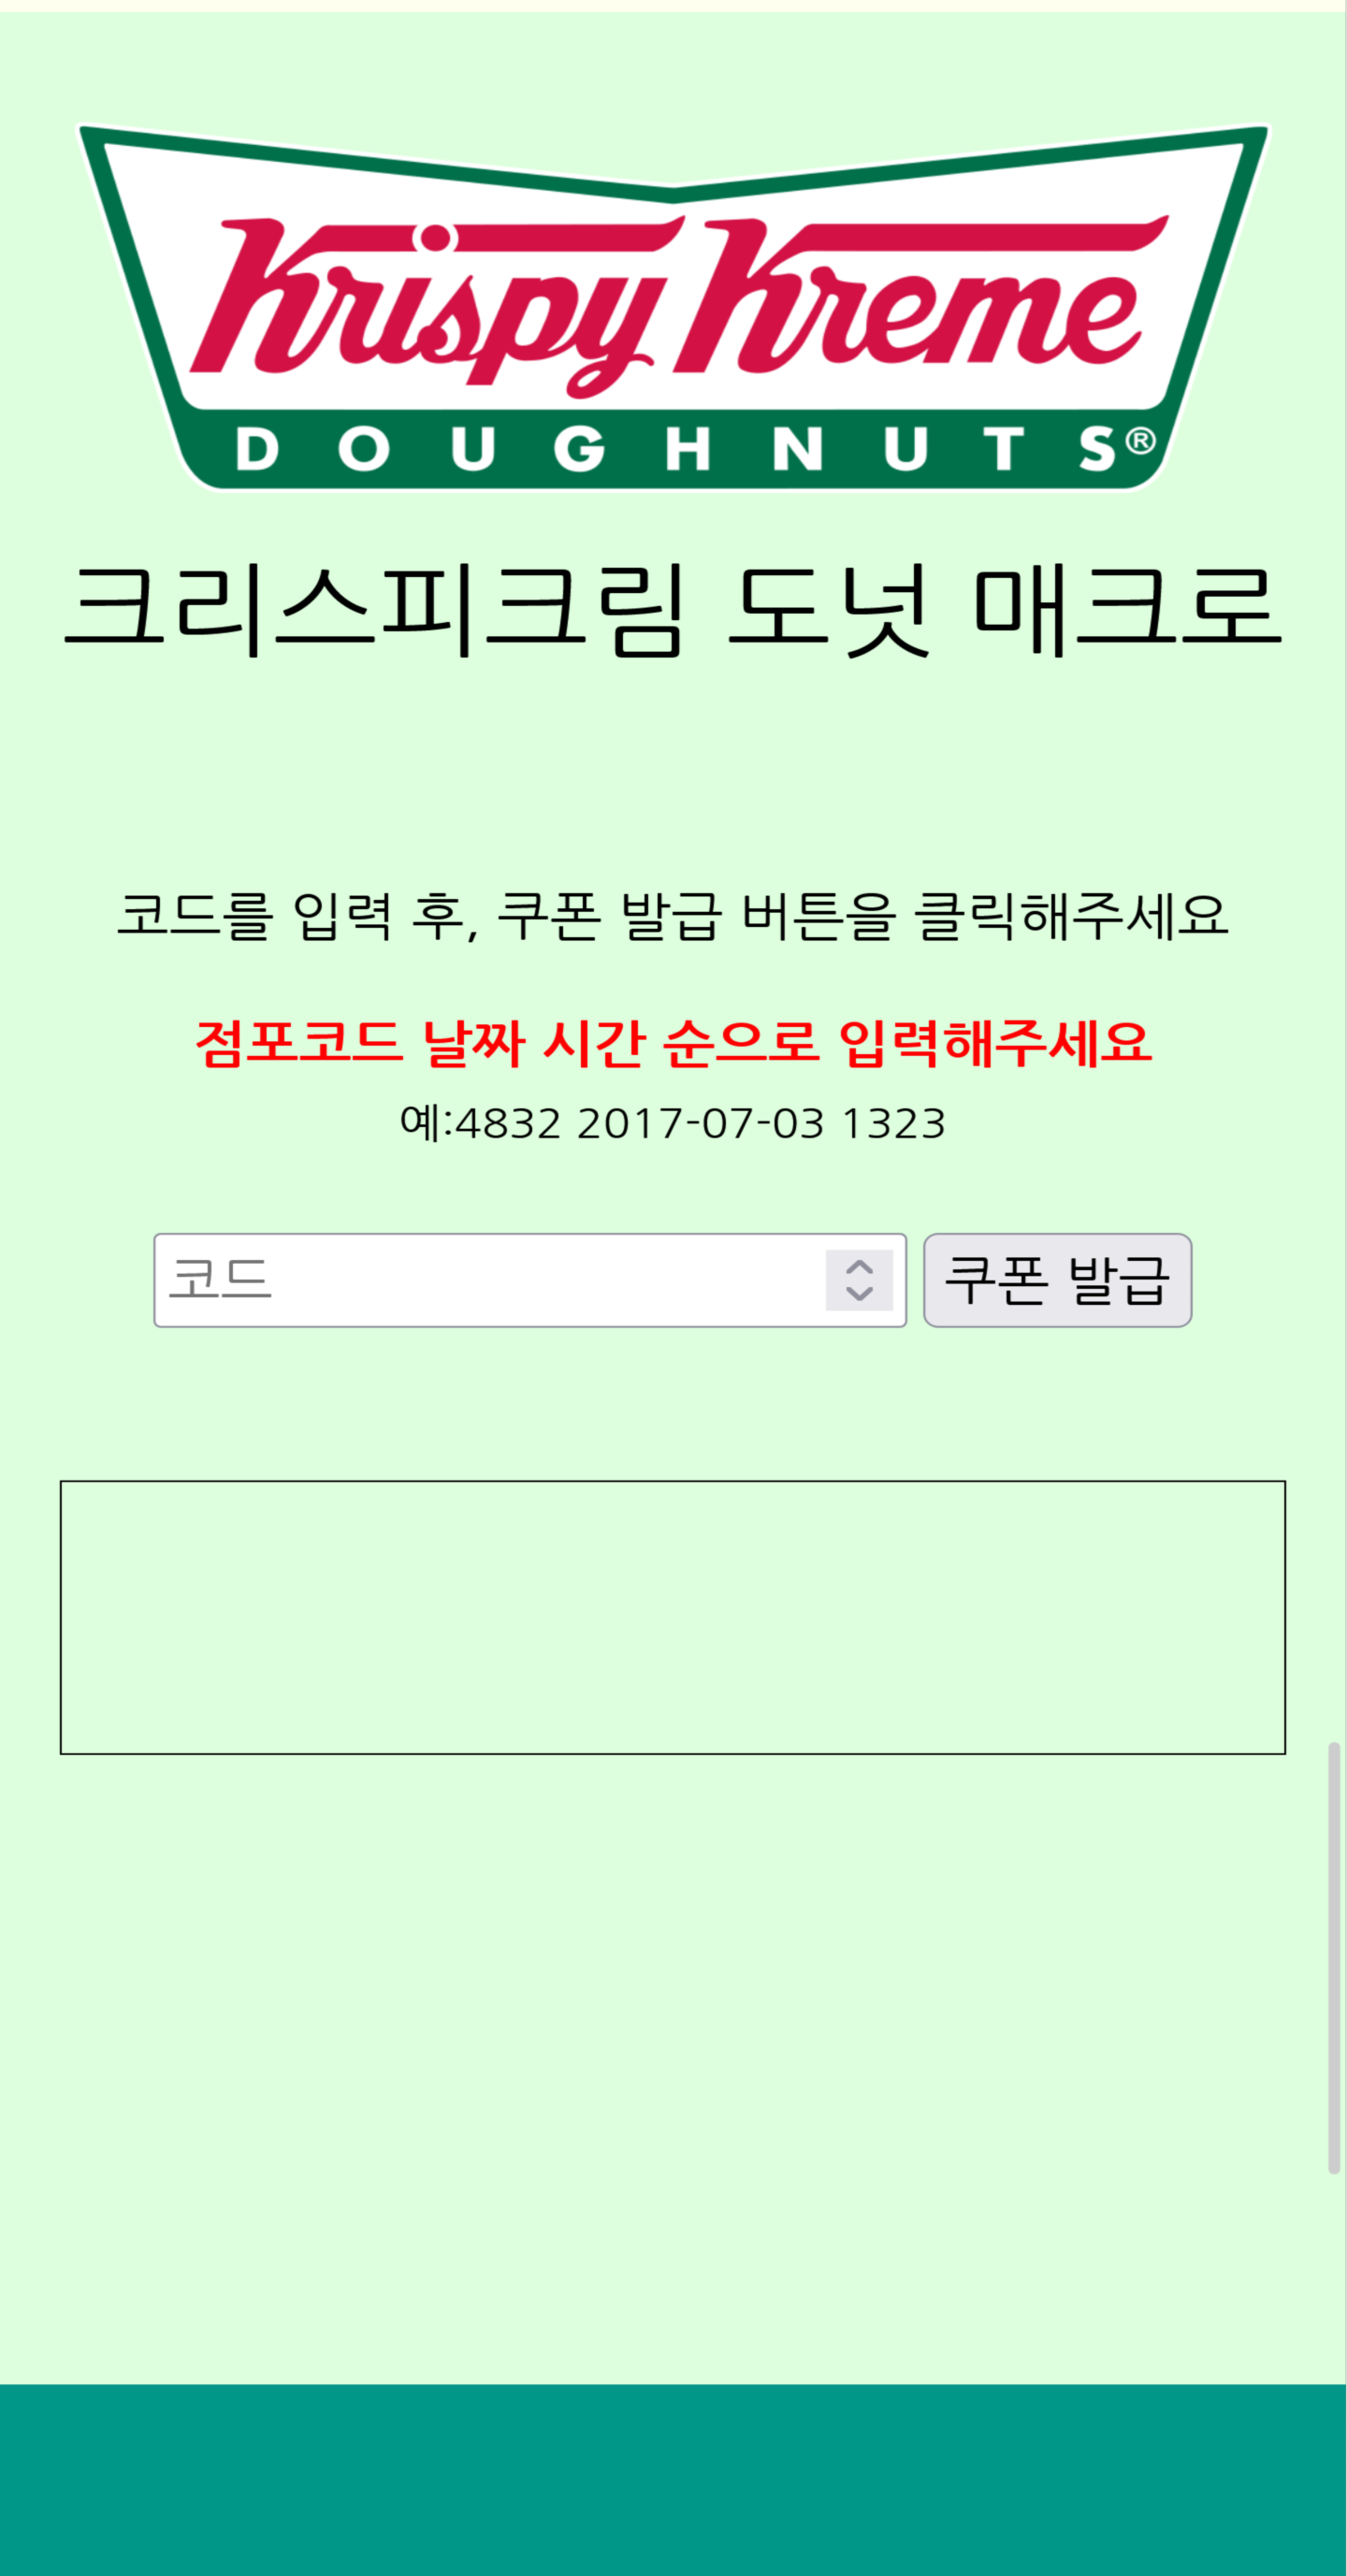 Krispy Kreme
DOUGHNUTS®
크리스피크림 도넛 매크로
코드를 입력 후, 쿠폰 발급 버튼을 클릭해주세요
점포코드 날짜 시간 순으로 입력해주세요
예:4832 2017-07-03 1323
코드 쿠폰 발급